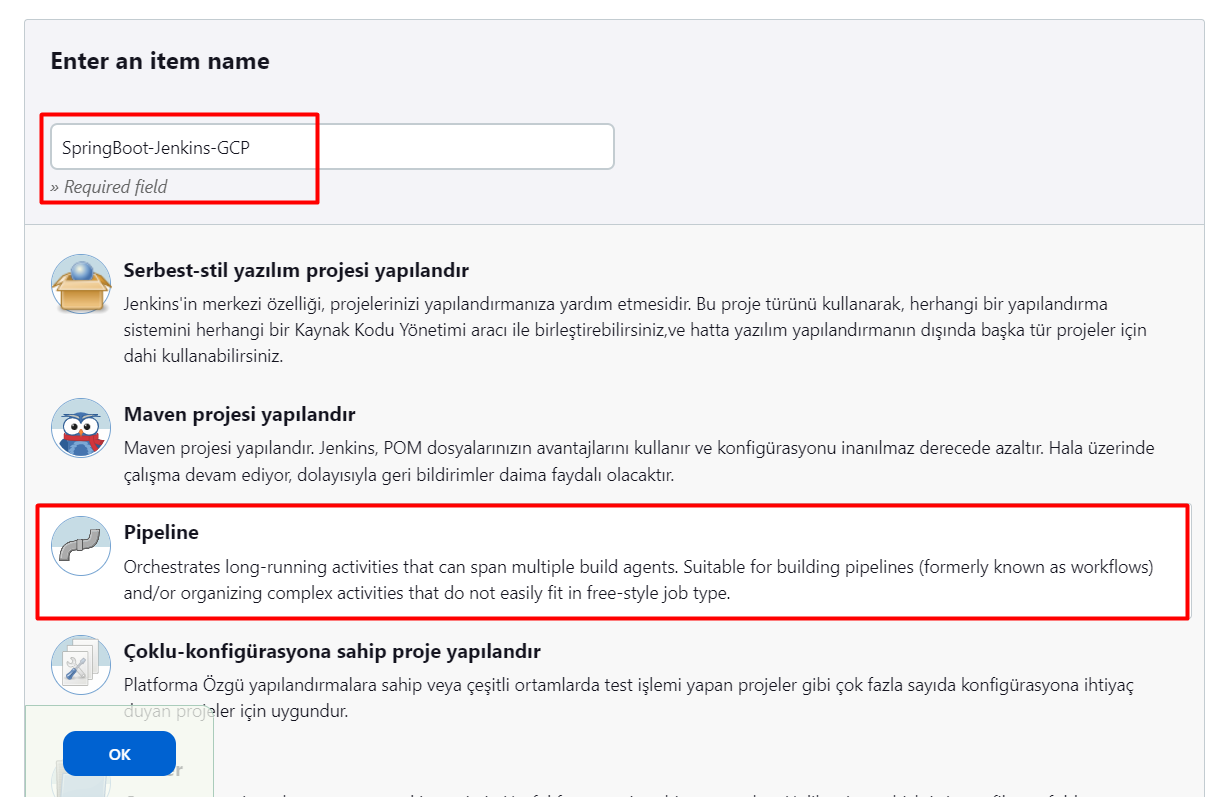 Enter an item name
SpringBoot-Jenkins-GCP
» Required field
Serbest-stil yazılım projesi yapılandır
Jenkins'in merkezi özelliği, projelerinizi yapılandırmanıza yardım etmesidir. Bu proje türünü kullanarak, herhangi bir yapılandırma
sistemini herhangi bir Kaynak Kodu Yönetimi aracı ile birleştirebilirsiniz,ve hatta yazılım yapılandırmanın dışında başka tür projeler için
dahi kullanabilirsiniz.
Maven projesi yapılandır
Maven projesi yapılandır. Jenkins, POM dosyalarınızın avantajlarını kullanır ve konfigürasyonu inanılmaz derecede azaltır. Hala üzerinde
çalışma devam ediyor, dolayısıyla geri bildirimler daima faydalı olacaktır.
Pipeline
Orchestrates long-running activities that can span multiple build agents. Suitable for building pipelines (formerly known as workflows)
and/or organizing complex activities that do not easily fit in free-style job type.
Çoklu-konfigürasyona sahip proje yapılandır
Platforma Özgü yapılandırmalara sahip veya çeşitli ortamlarda test işlemi yapan projeler gibi çok fazla sayıda konfigürasyona ihtiyaç
duyan projeler için uygundur.
OK